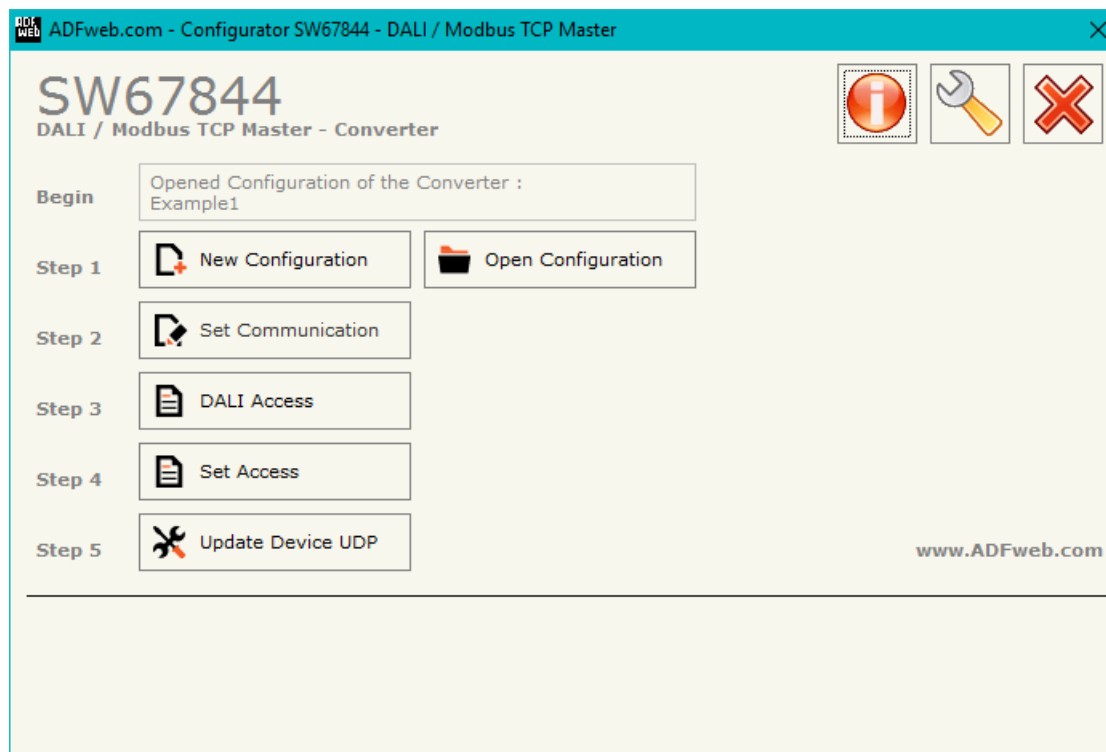 ADF WEB ADFweb.com - Configurator SW67844 - DALI / Modbus TCP Master
SW67844
DALI / Modbus TCP Master - Converter
Begin
Opened Configuration of the Converter :
Example1
Step 1
New Configuration
Open Configuration
Step 2
Set Communication
Step 3
DALI Access
Step 4
Set Access
Step 5
Update Device UDP
www.ADFweb.com